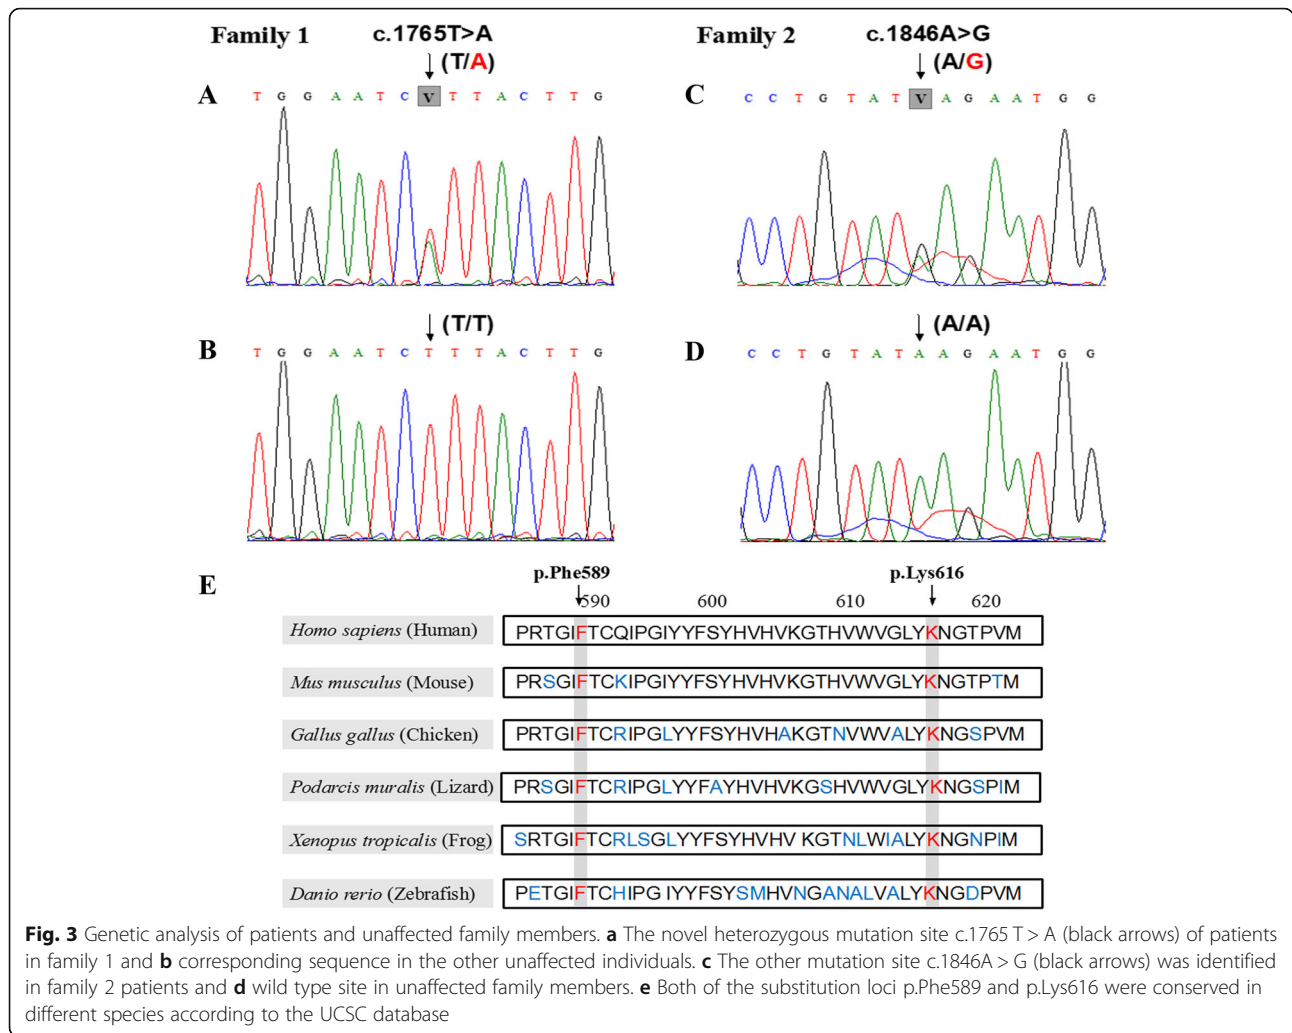 Family 1 c.1765T>A Family 2 c.1846A>G
(T/A) (A/G)
A T G G A A T C V T T A C T T G C C C T G T A T V A G A A T G G
(T/T) (A/A)
B T G G A A T C T T T A C T T G D C C T G T A T A A G A A T G G
p.Phe589 p.Lys616
E 590 600 610 620
Homo sapiens (Human) PRTGIFTCQIPGIYYFSYHVHVKGTHVWVGLYKNGTPVM
Mus musculus (Mouse) PRSGIFTCKIPGIYYFSYHVHVKGTHVWVGLYKNGTPTM
Gallus gallus (Chicken) PRTGIFTCRIPGLYYFSYHVHAKGTNVWVALYKNGSPVM
Podarcis muralis (Lizard) PRSGIFTCRIPGLYYFAYHVHVKGSHVWVGLYKNGSPIM
Xenopus tropicalis (Frog) SRTGIFTCRLSGLYYFSYHVHV KGTNLWIALYKNGNPIM
Danio rerio (Zebrafish) PETGIFTCHIPG IYYFSYSMHVNGANALVALYKNGDPVM
Fig. 3 Genetic analysis of patients and unaffected family members. a The novel heterozygous mutation site c.1765 T > A (black arrows) of patients
in family 1 and b corresponding sequence in the other unaffected individuals. c The other mutation site c.1846A > G (black arrows) was identified
in family 2 patients and d wild type site in unaffected family members. e Both of the substitution loci p.Phe589 and p.Lys616 were conserved in
different species according to the UCSC database